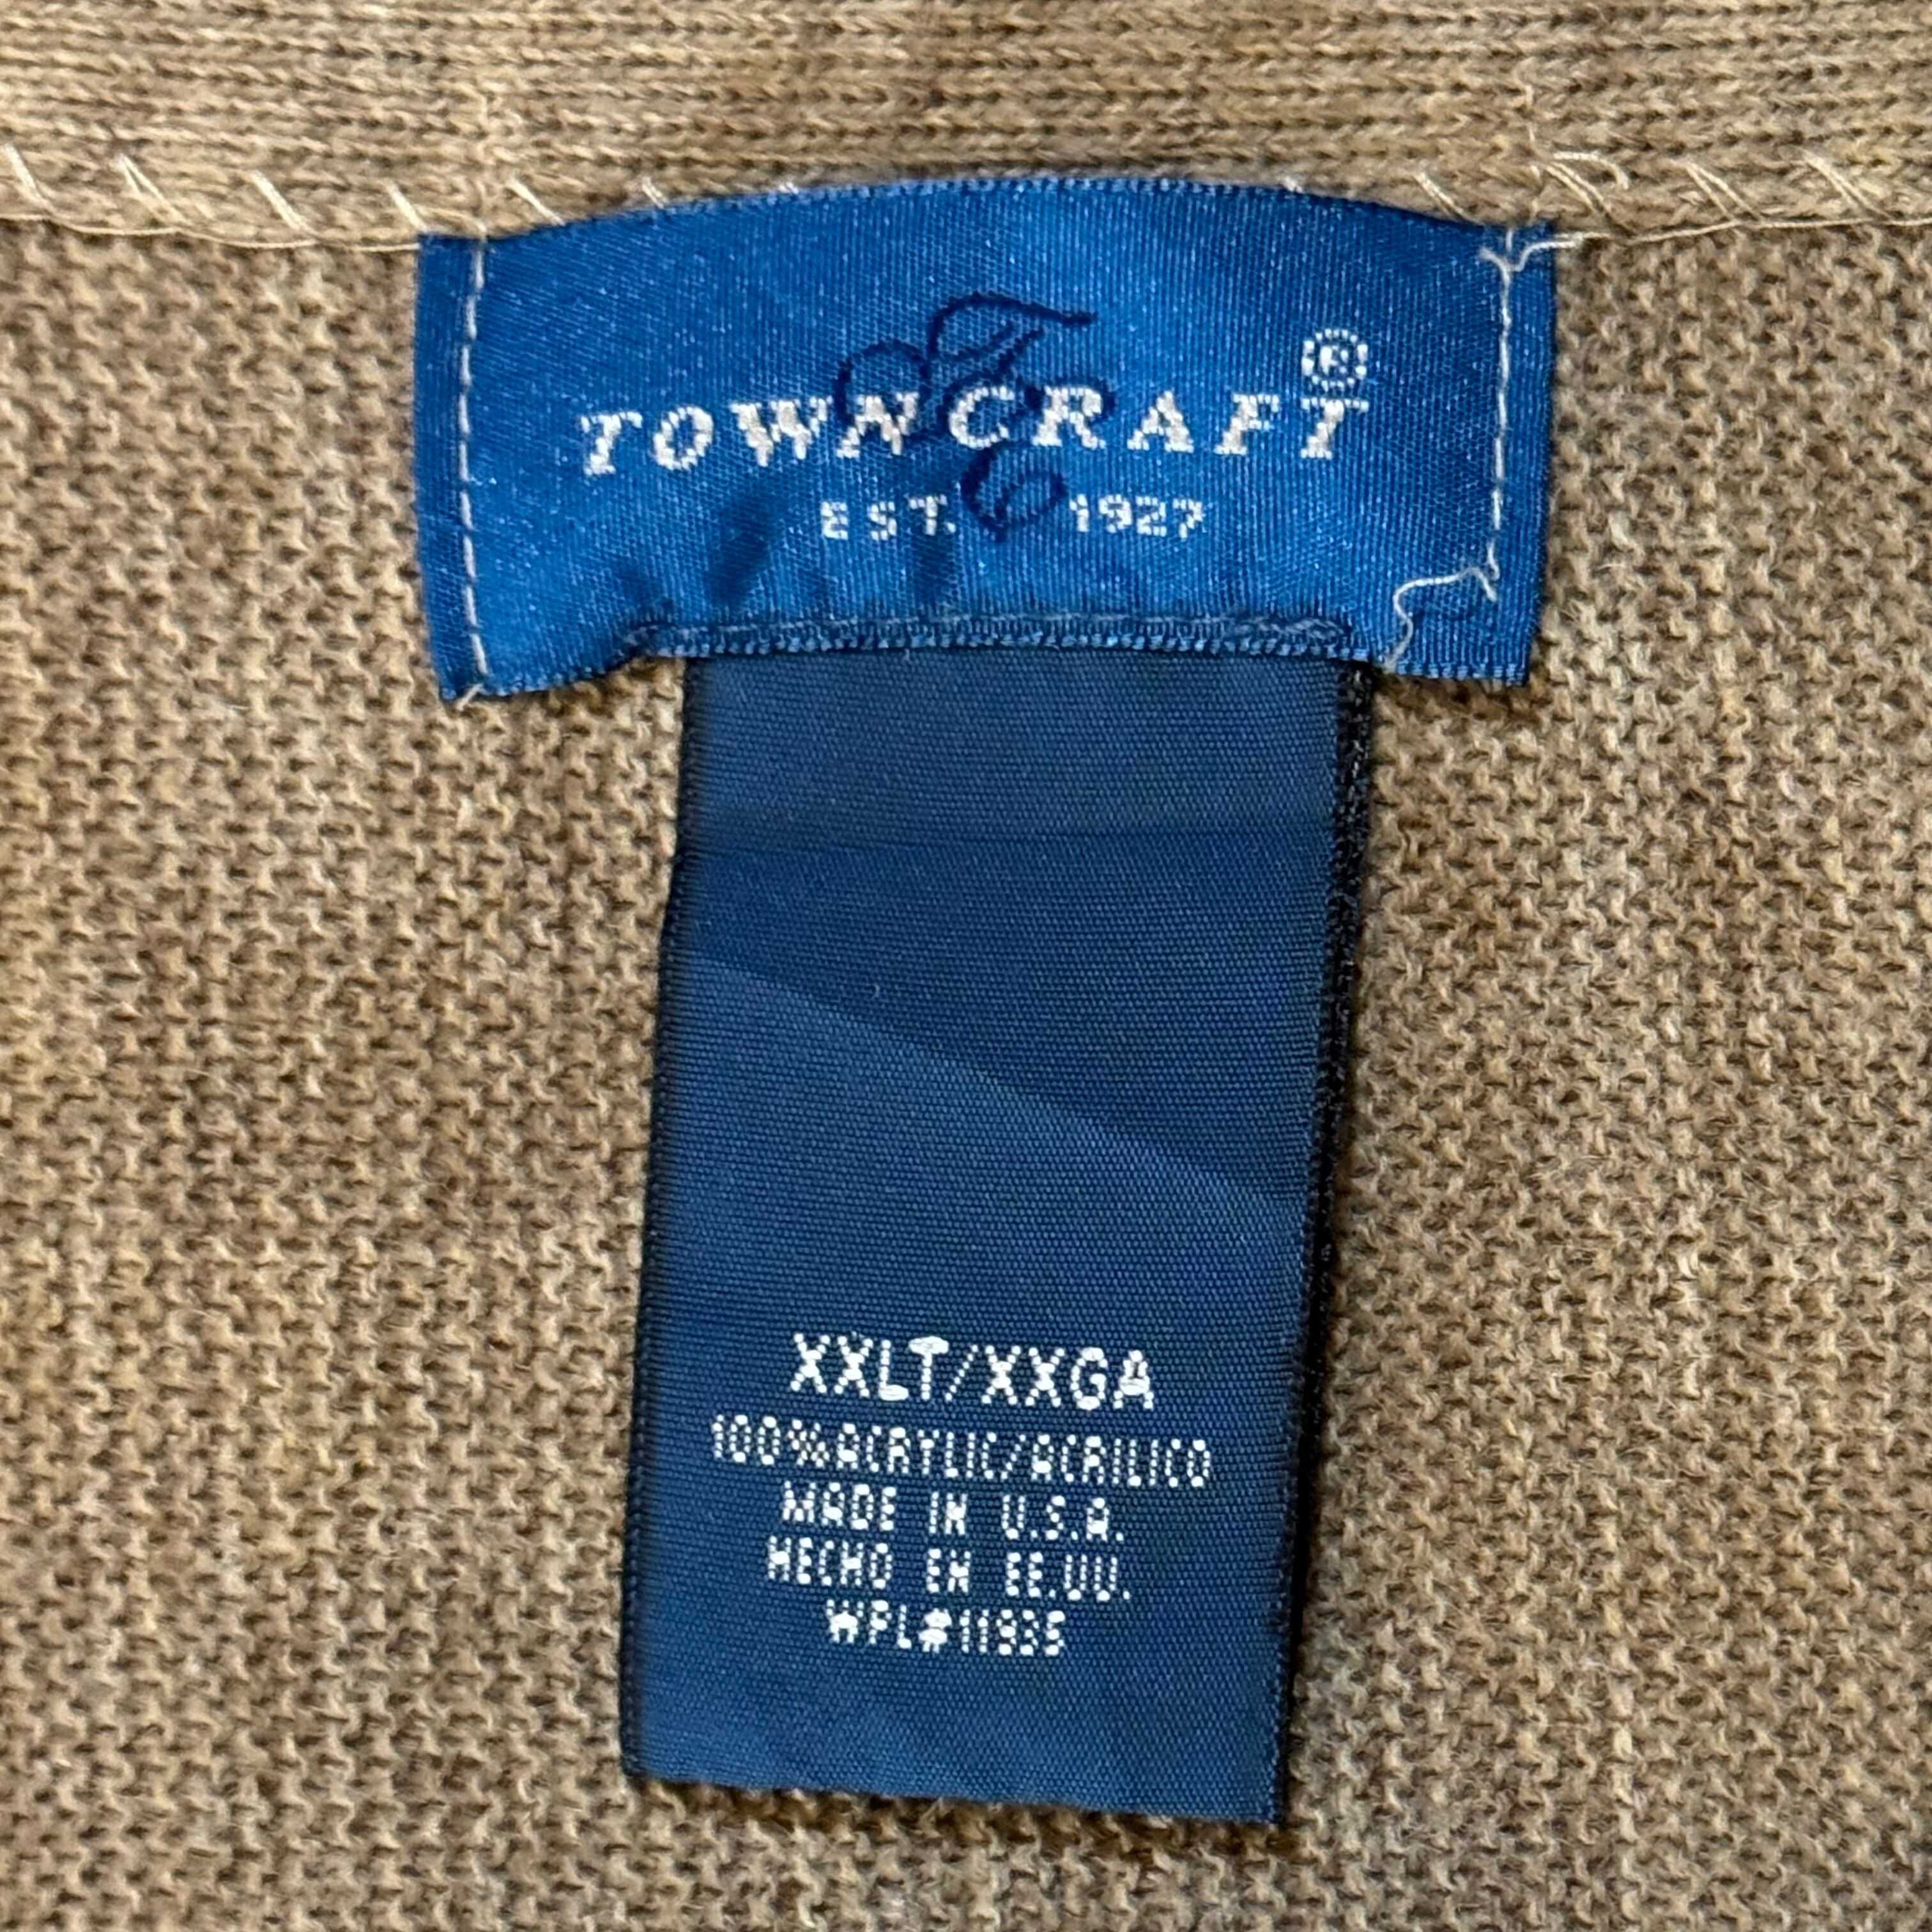 TOWNCRAFT®
EST. 1927
XXLT/XXGA
100%ACRYLIC/ACRILICO
MADE IN U.S.A.
HECHO EN EE.UU.
WPL#11935